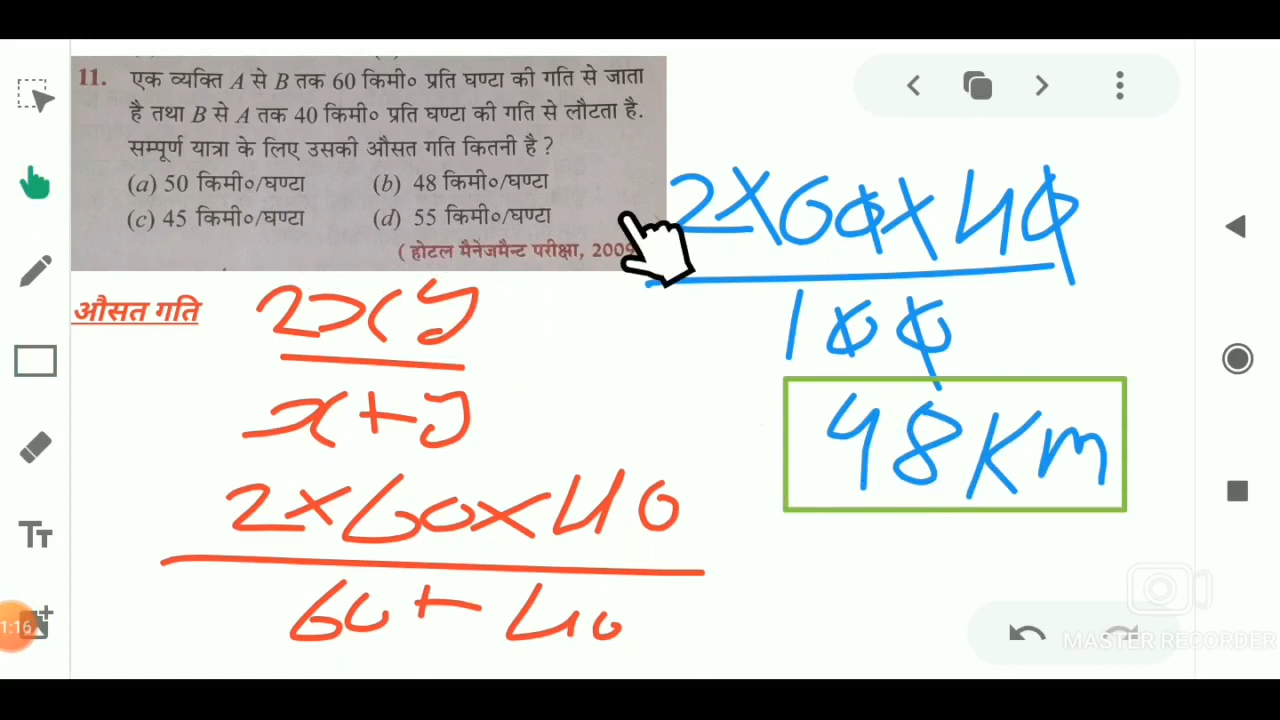 11. एक व्यक्ति A से B तक 60 किमी० प्रति घण्टा की गति से जाता
है तथा B से A तक 40 किमी० प्रति घण्टा की गति से लौटता है.
सम्पूर्ण यात्रा के लिए उसकी औसत गति कितनी है ?
(a) 50 किमी०/घण्टा (b) 48 किमी०/घण्टा
(c) 45 किमी०/घण्टा (d) 55 किमी०/घण्टा
( होटल मैनेजमैन्ट परीक्षा, 2009
औसत गति
2xy
x+y
2×60×40
60+40
2×60×40
100
48Km
Tт
1:16
MASTER RECORDER